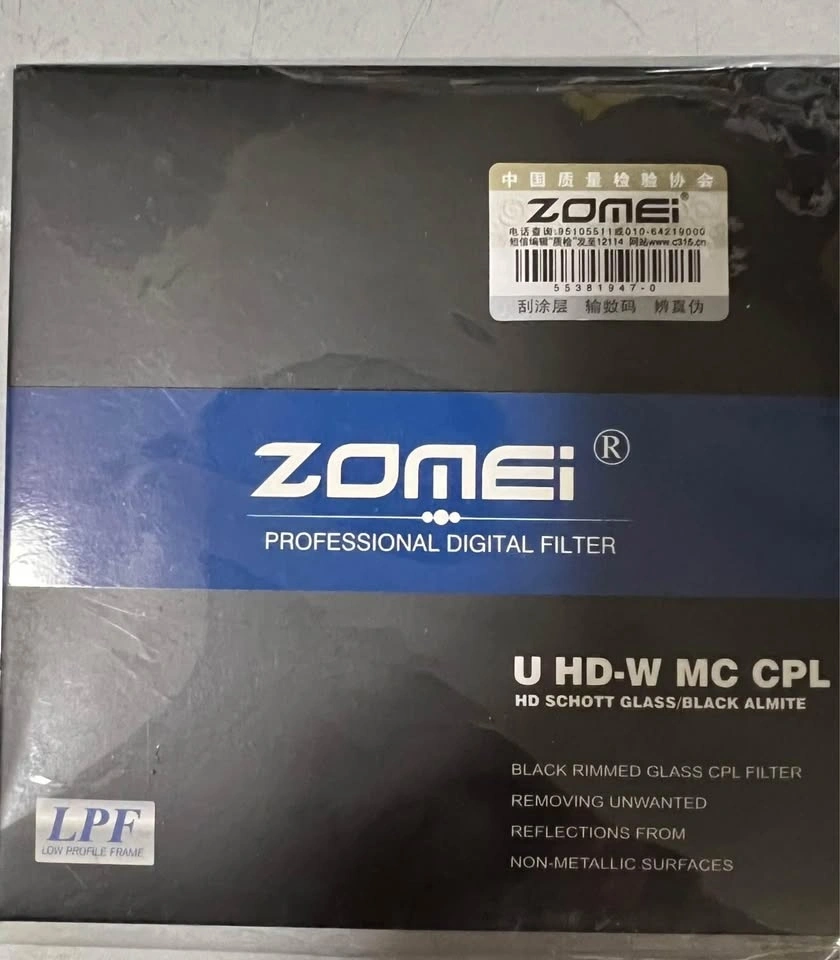 中国质量检验协会
ZOMEi®
电话查询:95105511或010-64219000
短信编辑"质检"发至12114 网站www.c315.cn
55381947-0
刮涂层 输数码 辨真伪
ZOMEi®
PROFESSIONAL DIGITAL FILTER
U HD-W MC CPL
HD SCHOTT GLASS/BLACK ALMITE
BLACK RIMMED GLASS CPL FILTER
REMOVING UNWANTED
REFLECTIONS FROM
NON-METALLIC SURFACES
LPF
LOW PROFILE FRAME